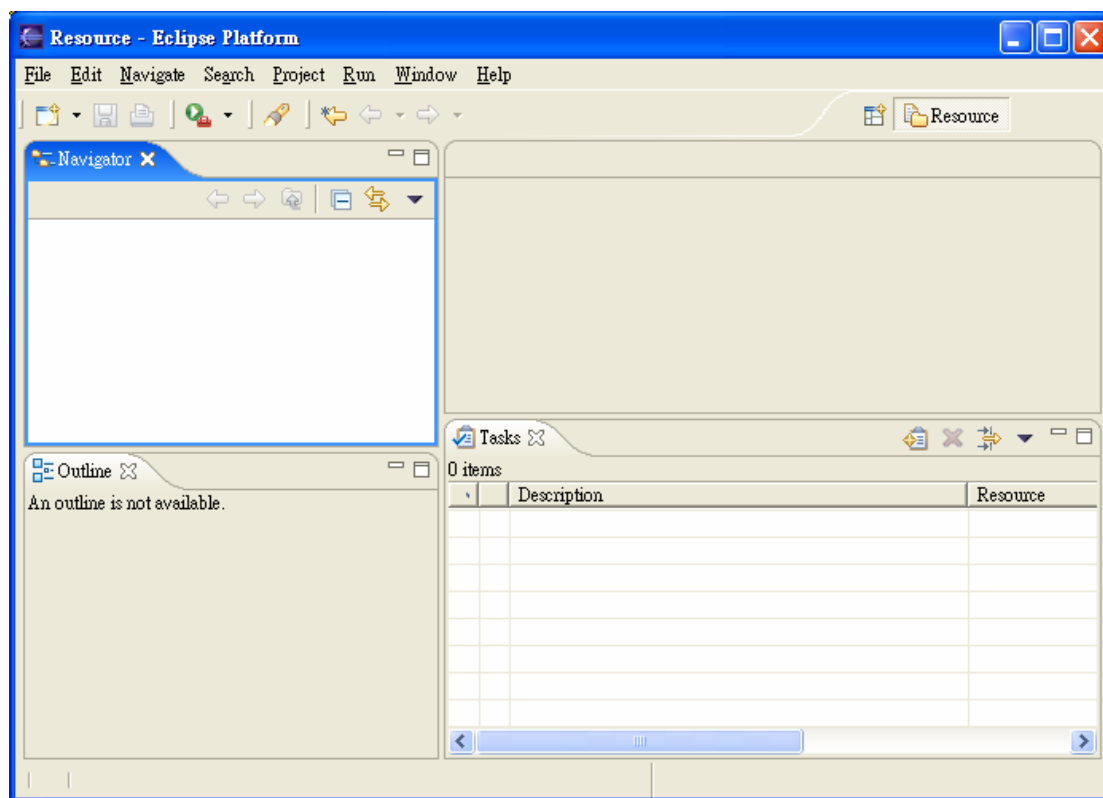 Resource - Eclipse Platform
File Edit Navigate Search Project Run Window Help
Resource
Navigator
Tasks
0 items
Description Resource
Outline
An outline is not available.